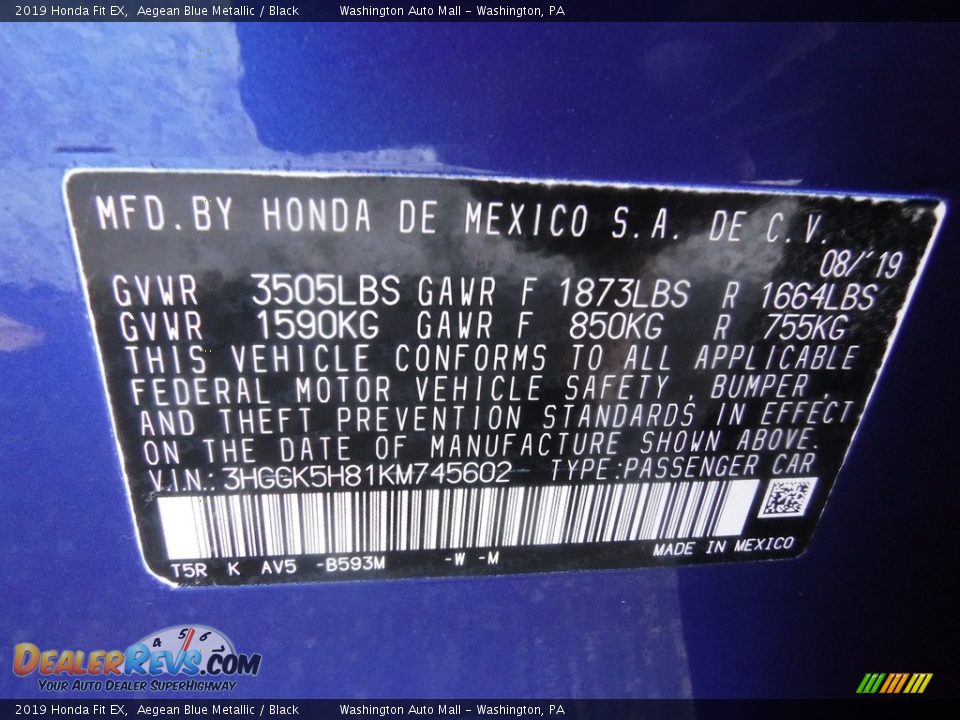 2019 Honda Fit EX,  Aegean Blue Metallic / Black    Washington Auto Mall - Washington, PA
MFD. BY HONDA DE MEXICO S.A. DE C.V.
08/'19
GVWR 3505LBS GAWR F 1873LBS R 1664LBS
GVWR 1590KG GAWR F 850KG R 755KG
THIS VEHICLE CONFORMS TO ALL APPLICABLE
FEDERAL MOTOR VEHICLE SAFETY, BUMPER,
AND THEFT PREVENTION STANDARDS IN EFFECT
ON THE DATE OF MANUFACTURE SHOWN ABOVE.
V.I.N.: 3HGGK5H81KM745602 TYPE:PASSENGER CAR
MADE IN MEXICO
T5R K AV5 -B593M -W -M
4 5 6
DEALERREVS.COM
YOUR AUTO DEALER SUPERHIGHWAY
2019 Honda Fit EX,  Aegean Blue Metallic / Black    Washington Auto Mall - Washington, PA